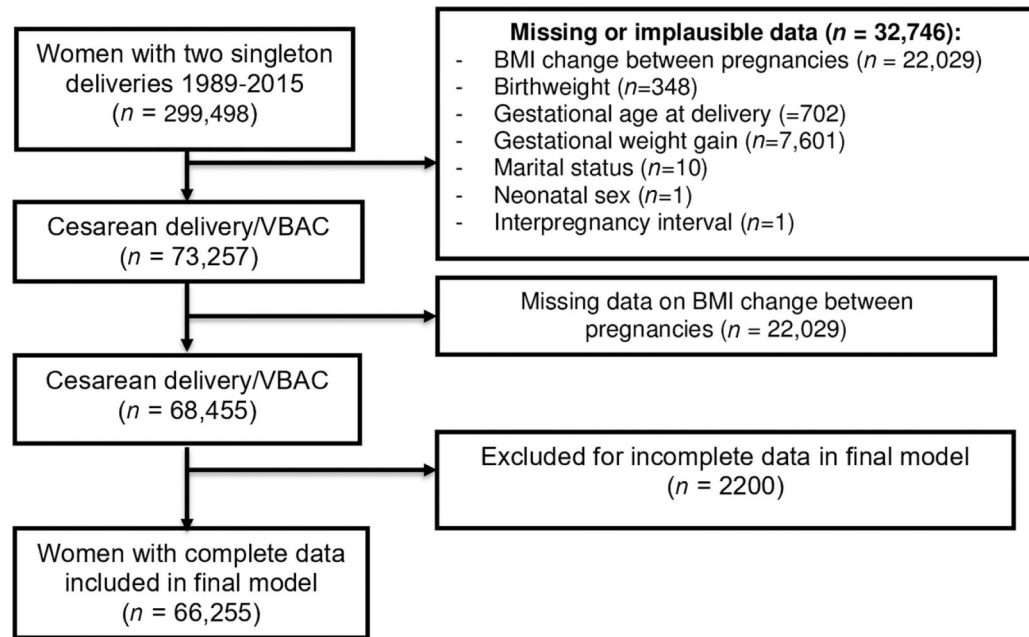 Women with two singleton
deliveries 1989-2015
(n = 299,498)
Missing or implausible data (n = 32,746):
- BMI change between pregnancies (n = 22,029)
- Birthweight (n=348)
- Gestational age at delivery (=702)
- Gestational weight gain (n=7,601)
- Marital status (n=10)
- Neonatal sex (n=1)
- Interpregnancy interval (n=1)
Cesarean delivery/VBAC
(n = 73,257)
Missing data on BMI change between
pregnancies (n = 22,029)
Cesarean delivery/VBAC
(n = 68,455)
Excluded for incomplete data in final model
(n = 2200)
Women with complete data
included in final model
(n = 66,255)